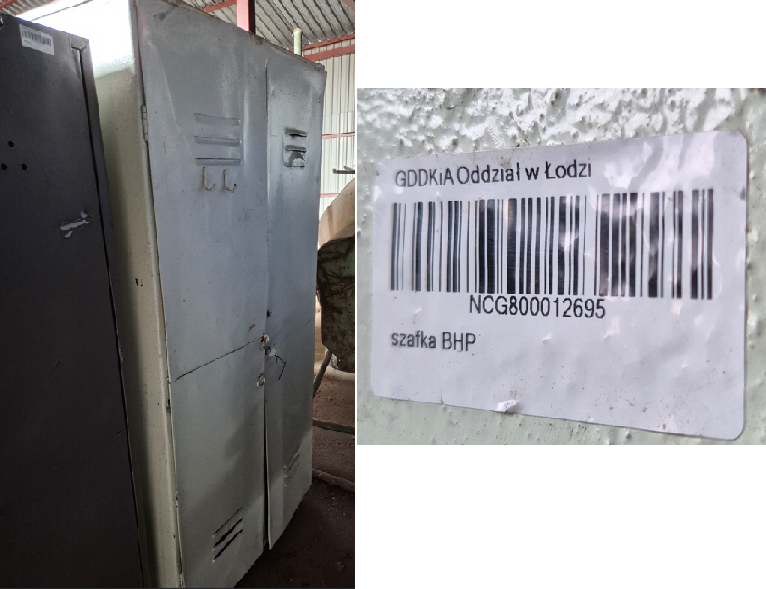 GDDKiA Oddział w Łodzi
NCG800012695
szafka BHP